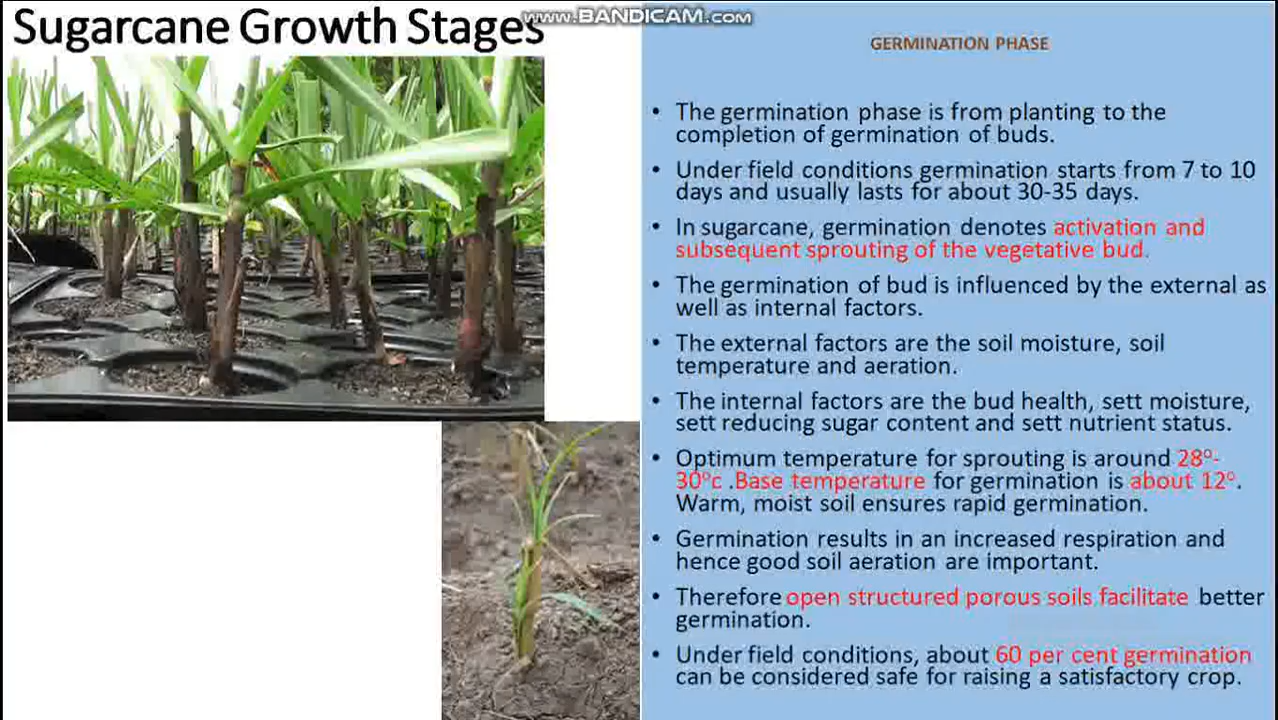 Sugarcane Growth Stages
www.BANDICAM.com
GERMINATION PHASE
• The germination phase is from planting to the
completion of germination of buds.
• Under field conditions germination starts from 7 to 10
days and usually lasts for about 30-35 days.
• In sugarcane, germination denotes activation and
subsequent sprouting of the vegetative bud.
• The germination of bud is influenced by the external as
well as internal factors.
• The external factors are the soil moisture, soil
temperature and aeration.
• The internal factors are the bud health, sett moisture,
sett reducing sugar content and sett nutrient status.
• Optimum temperature for sprouting is around 28º-
30ºc .Base temperature for germination is about 12º.
Warm, moist soil ensures rapid germination.
• Germination results in an increased respiration and
hence good soil aeration are important.
• Therefore open structured porous soils facilitate better
germination.
• Under field conditions, about 60 per cent germination
can be considered safe for raising a satisfactory crop.